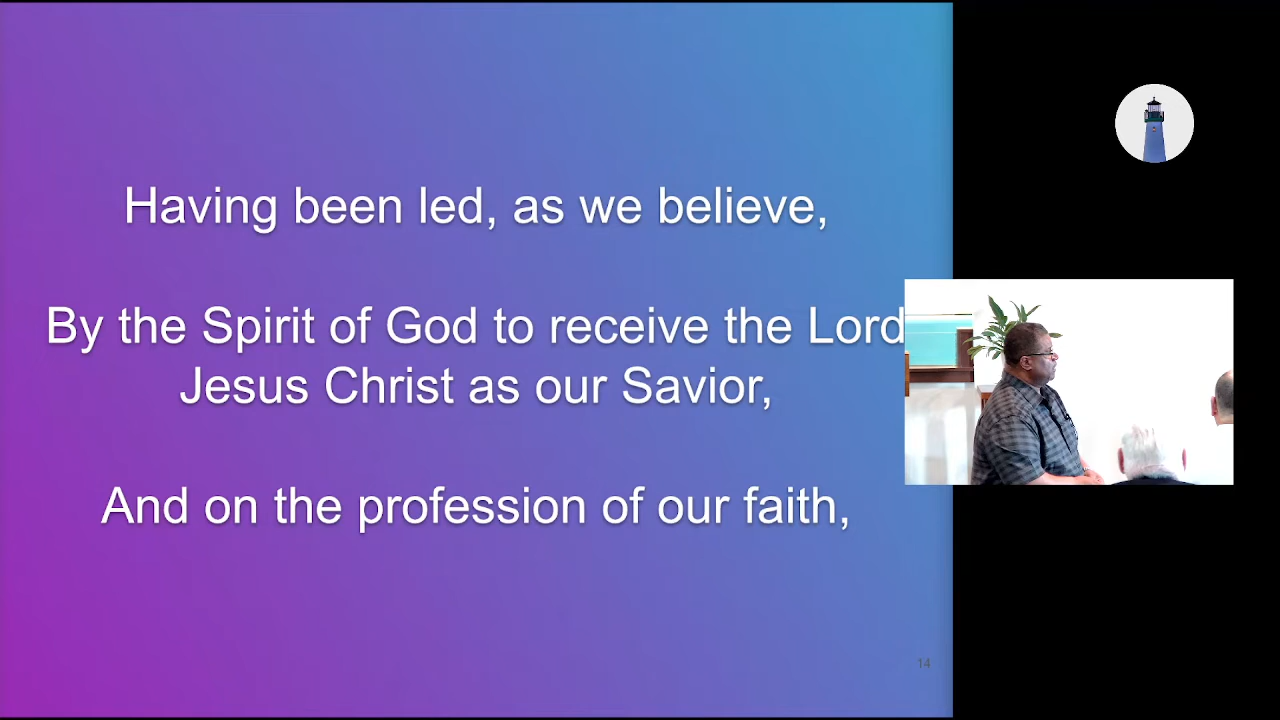 Having been led, as we believe,
By the Spirit of God to receive the Lord
Jesus Christ as our Savior,
And on the profession of our faith,
14